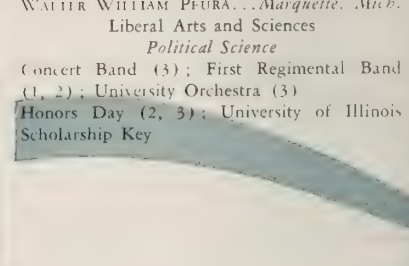 WALTER WILLIAM PEURA...Marquette, Mich.
Liberal Arts and Sciences
Political Science
Concert Band (3); First Regimental Band
(1, 2); University Orchestra (3)
Honors Day (2, 3); University of Illinois
Scholarship Key